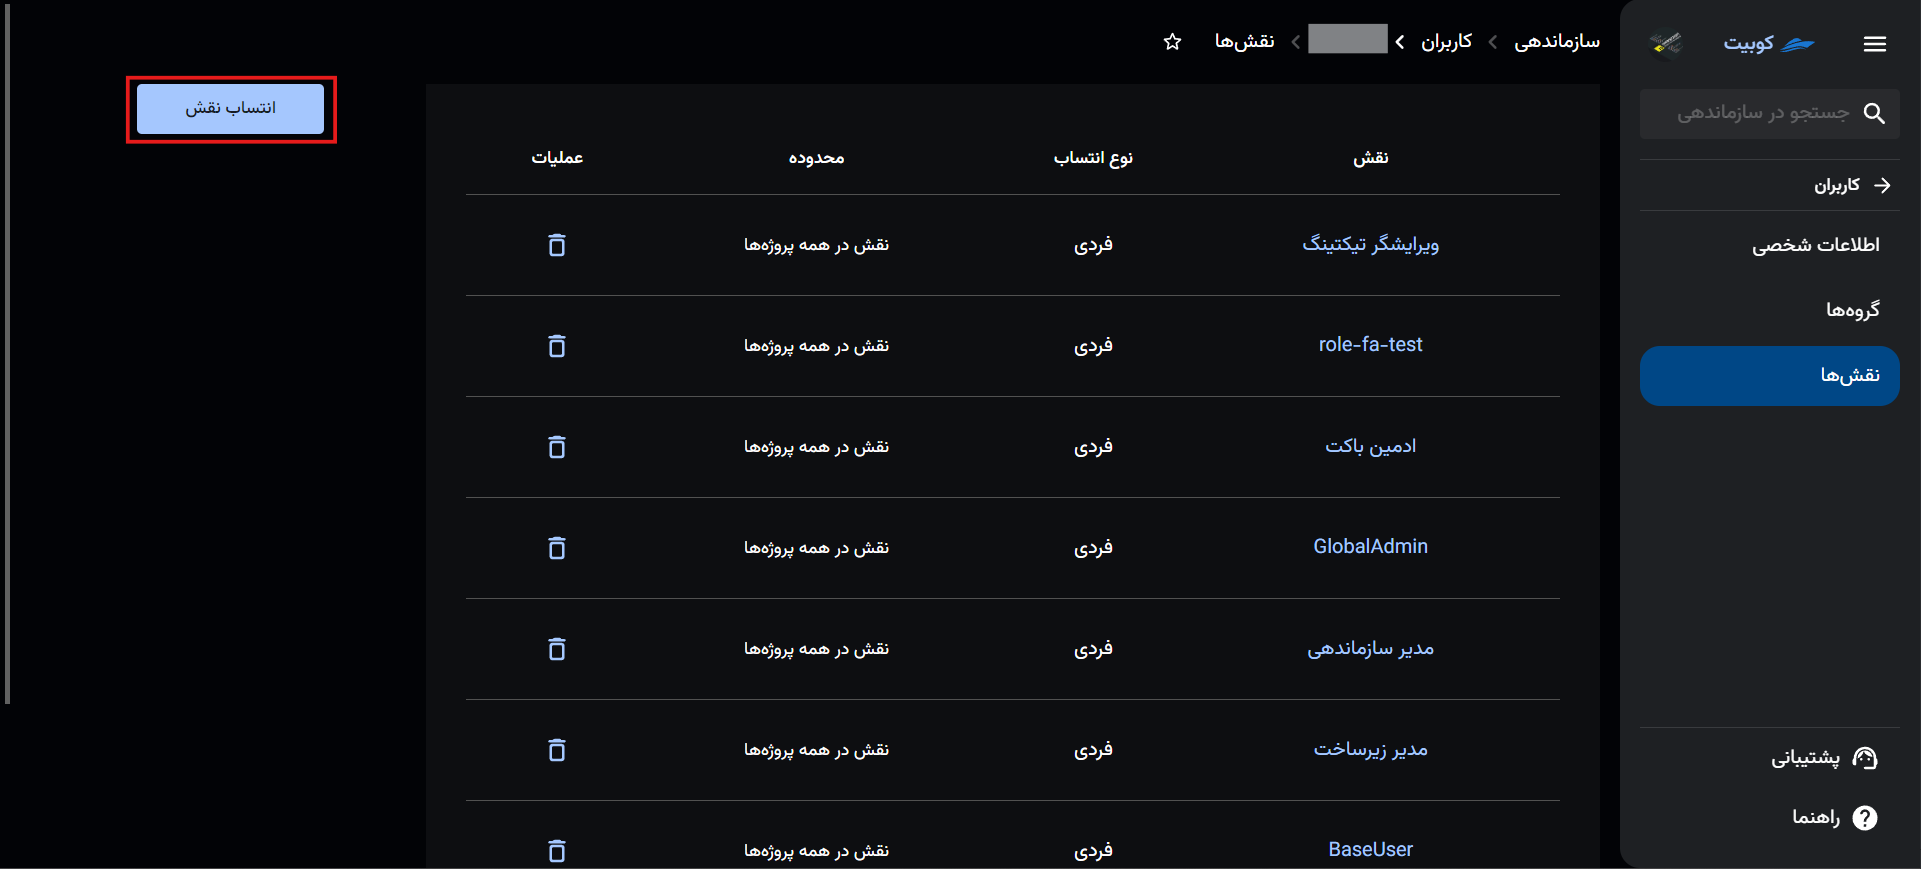 کوبیت
سازماندهی
کاربران
نقش‌ها
جستجو در سازماندهی
کاربران
اطلاعات شخصی
گروه‌ها
نقش‌ها
پشتیبانی
راهنما
انتساب نقش
نقش نوع انتساب محدوده عملیات
ویرایشگر تیکتینگ فردی نقش در همه پروژه‌ها
role-fa-test فردی نقش در همه پروژه‌ها
ادمین باکت فردی نقش در همه پروژه‌ها
GlobalAdmin فردی نقش در همه پروژه‌ها
مدیر سازماندهی فردی نقش در همه پروژه‌ها
مدیر زیرساخت فردی نقش در همه پروژه‌ها
BaseUser فردی نقش در همه پروژه‌ها